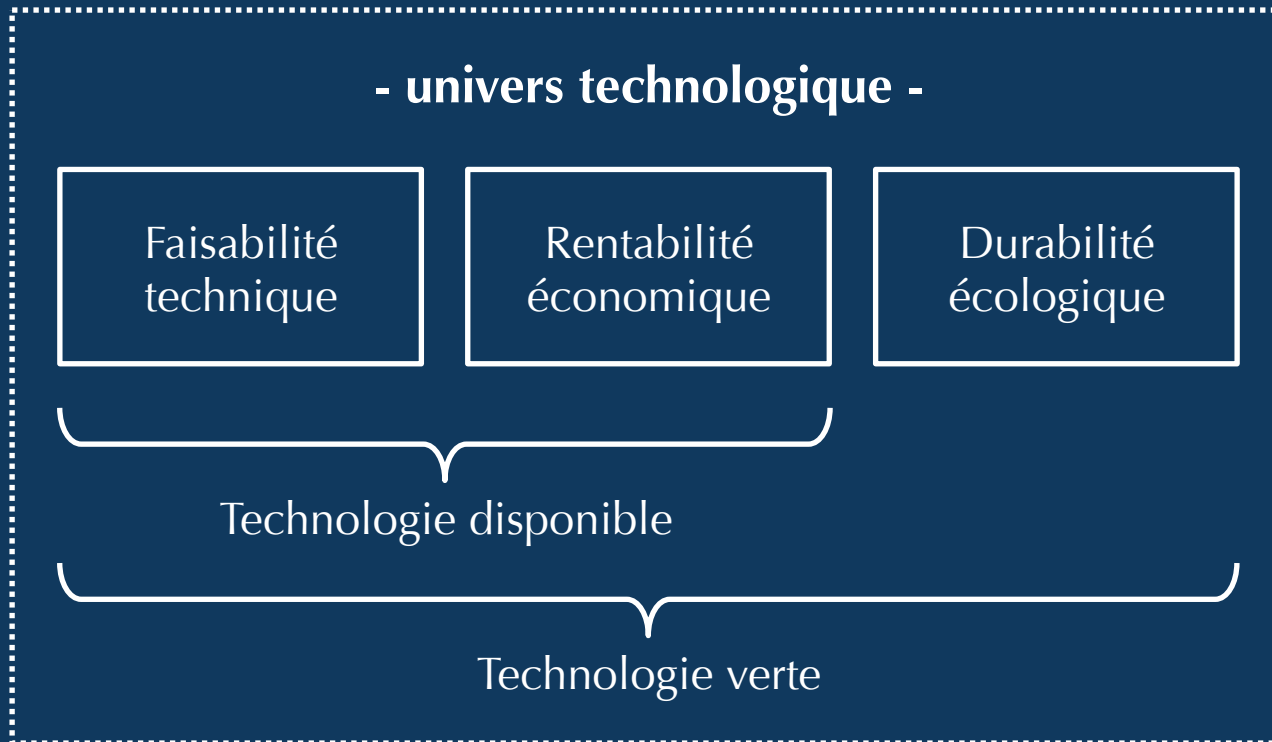 - univers technologique -
Faisabilité
technique
Rentabilité
économique
Durabilité
écologique
Technologie disponible
Technologie verte